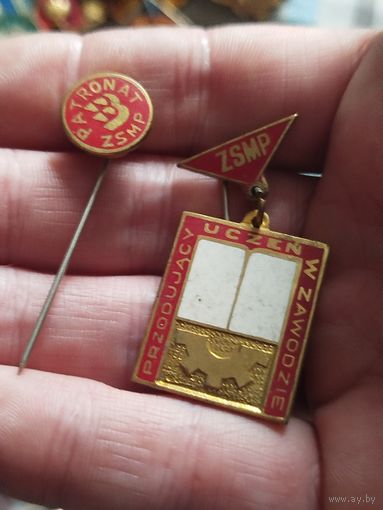 PATRONAT
ZSMP
ZSMP
PRZODUJĄCY
UCZEŃ
W ZAWODZIE
www.ay.by